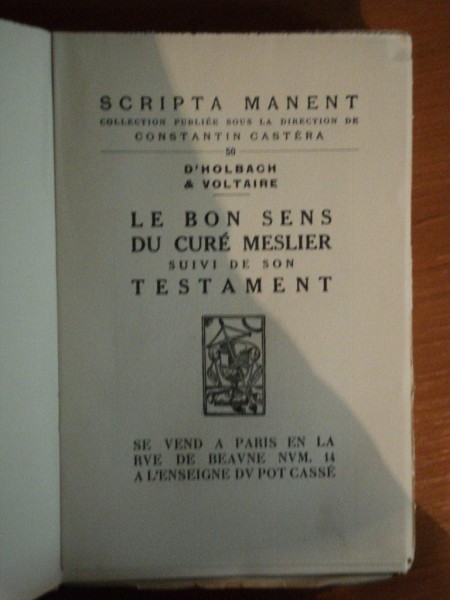 SCRIPTA MANENT
COLLECTION PUBLIÉE SOUS LA DIRECTION DE
CONSTANTIN CASTÉRA
50
D'HOLBACH
& VOLTAIRE
LE BON SENS
DU CURÉ MESLIER
SUIVI DE SON
TESTAMENT
SE VEND A PARIS EN LA
RVE DE BEAVNE NVM. 14
A L'ENSEIGNE DV POT CASSÉ